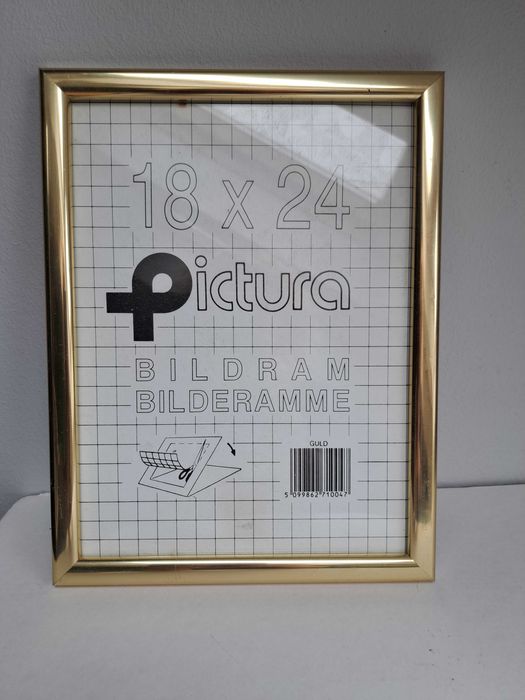 18 x 24
Pictura
BILDRAM
BILDERAMME
GULD
5 099862 710047